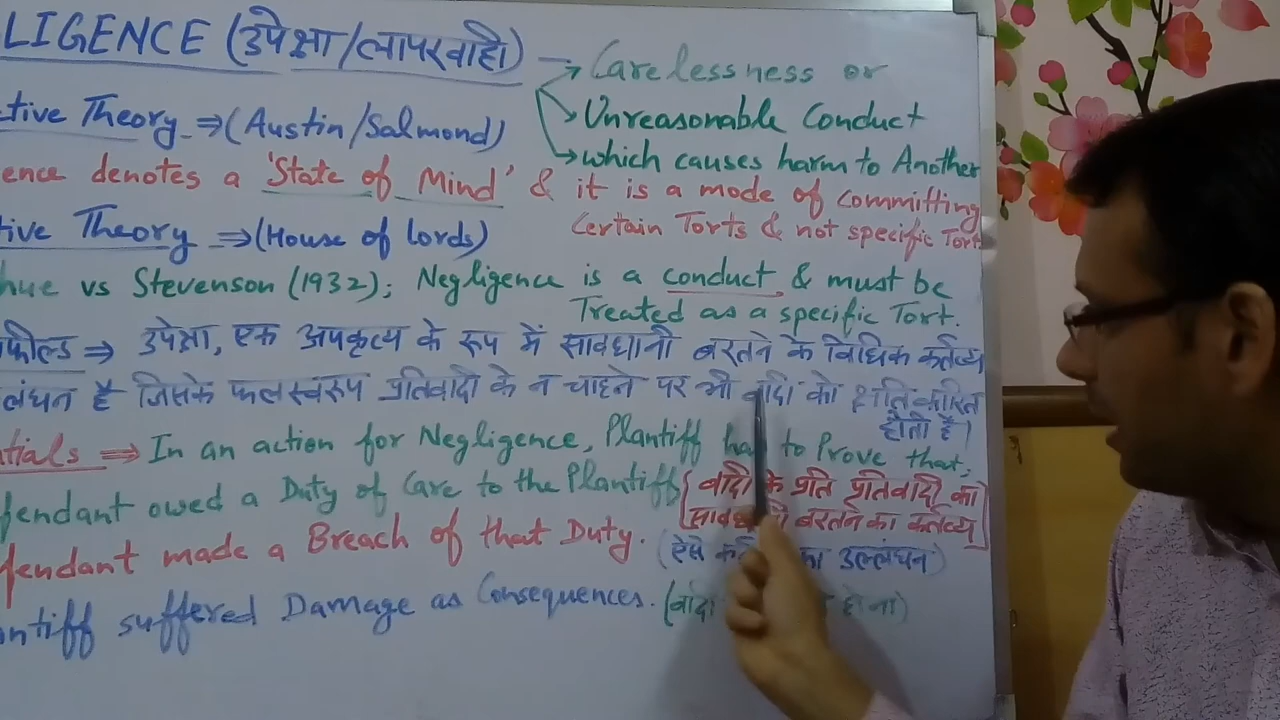 LIGENCE (उपेक्षा/लापरवाही) → Carelessness or
→ Unreasonable Conduct
→ which causes harm to Another
tive Theory ⇒ (Austin/Salmond)
ence denotes a 'State of Mind' & it is a mode of committing
Certain Torts & not specific Tort
tive Theory ⇒ (House of lords)
hue vs Stevenson (1932); Negligence is a conduct & must be
Treated as a specific Tort.
फील्ड ⇒ उपेक्षा, एक अपकृत्य के रूप में सावधानी बरतने के विधिक कर्तव्य
लंघन है जिसके फलस्वरूप प्रतिवादी के न चाहने पर भी वादी को क्षति कारित
होती है।
tials ⇒ In an action for Negligence, Plantiff ha to Prove that;
fendant owed a Duty of Care to the Plantiff {वादी के प्रति प्रतिवादी का
बरतने का कर्तव्य}
fendant made a Breach of that Duty. (ऐसे का उल्लंघन)
ntiff suffered Damage as Consequences. (वादी होना)